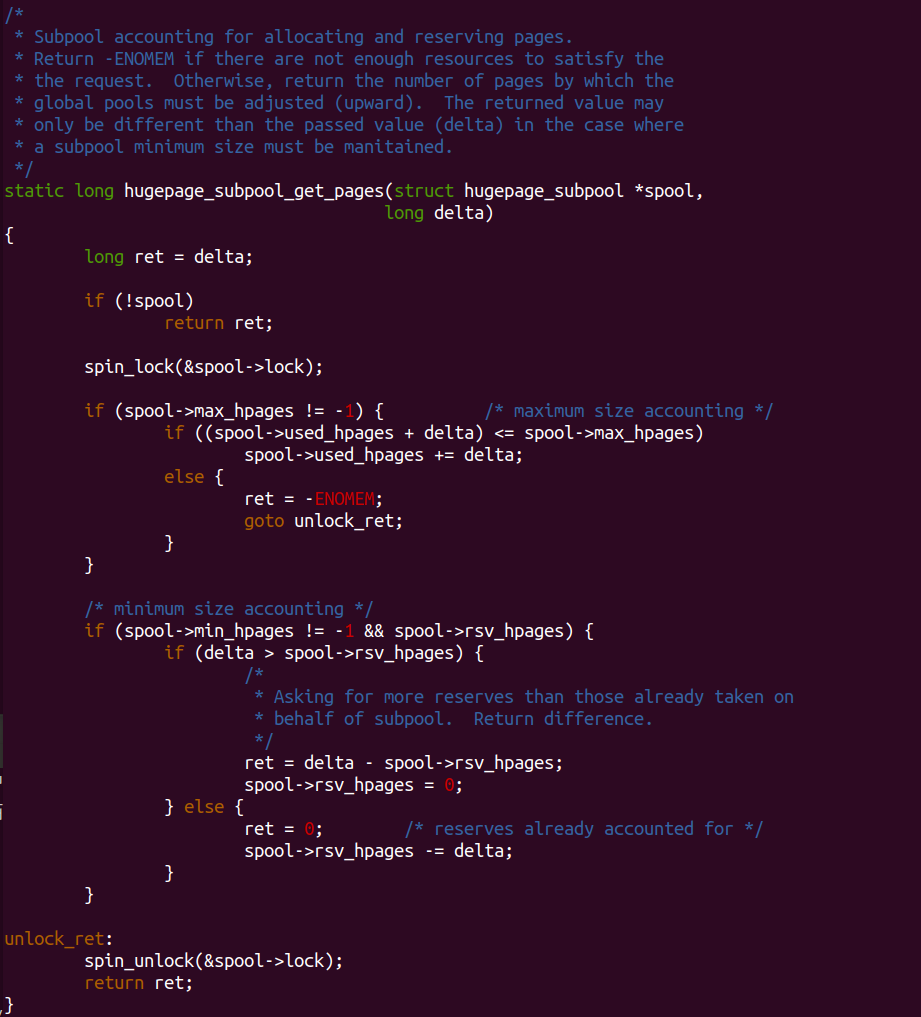 /*
 * Subpool accounting for allocating and reserving pages.
 * Return -ENOMEM if there are not enough resources to satisfy the
 * the request.  Otherwise, return the number of pages by which the
 * global pools must be adjusted (upward).  The returned value may
 * only be different than the passed value (delta) in the case where
 * a subpool minimum size must be manitained.
 */
static long hugepage_subpool_get_pages(struct hugepage_subpool *spool,
                                      long delta)
{
        long ret = delta;

        if (!spool)
                return ret;

        spin_lock(&spool->lock);

        if (spool->max_hpages != -1) {          /* maximum size accounting */
                if ((spool->used_hpages + delta) <= spool->max_hpages)
                        spool->used_hpages += delta;
                else {
                        ret = -ENOMEM;
                        goto unlock_ret;
                }
        }

        /* minimum size accounting */
        if (spool->min_hpages != -1 && spool->rsv_hpages) {
                if (delta > spool->rsv_hpages) {
                        /*
                         * Asking for more reserves than those already taken on
                         * behalf of subpool.  Return difference.
                         */
                        ret = delta - spool->rsv_hpages;
                        spool->rsv_hpages = 0;
                } else {
                        ret = 0;        /* reserves already accounted for */
                        spool->rsv_hpages -= delta;
                }
        }

unlock_ret:
        spin_unlock(&spool->lock);
        return ret;
}